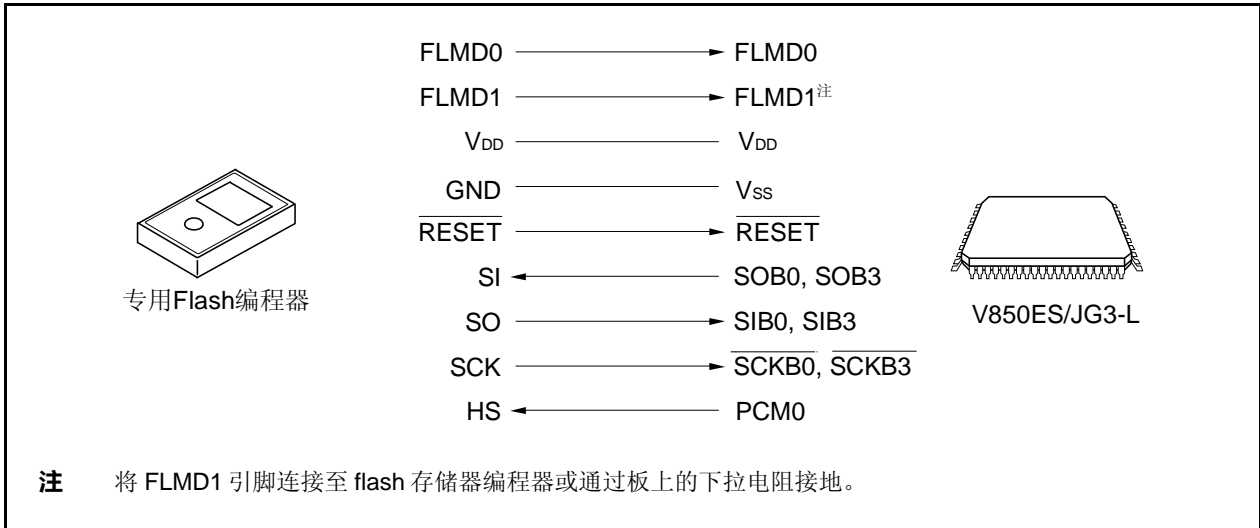 FLMD0 FLMD0
FLMD1 FLMD1注
VDD VDD
GND VSS
RESET RESET
SI SOB0, SOB3
SO SIB0, SIB3
SCK SCKB0, SCKB3
HS PCM0
专用Flash编程器
V850ES/JG3-L
注 将 FLMD1 引脚连接至 flash 存储器编程器或通过板上的下拉电阻接地。